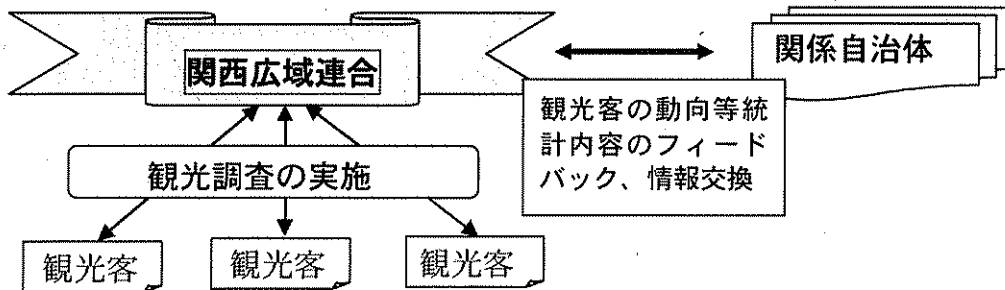 関西広域連合
関係自治体
観光客の動向等統
計内容のフィード
バック、情報交換
観光調査の実施
観光客
観光客
観光客